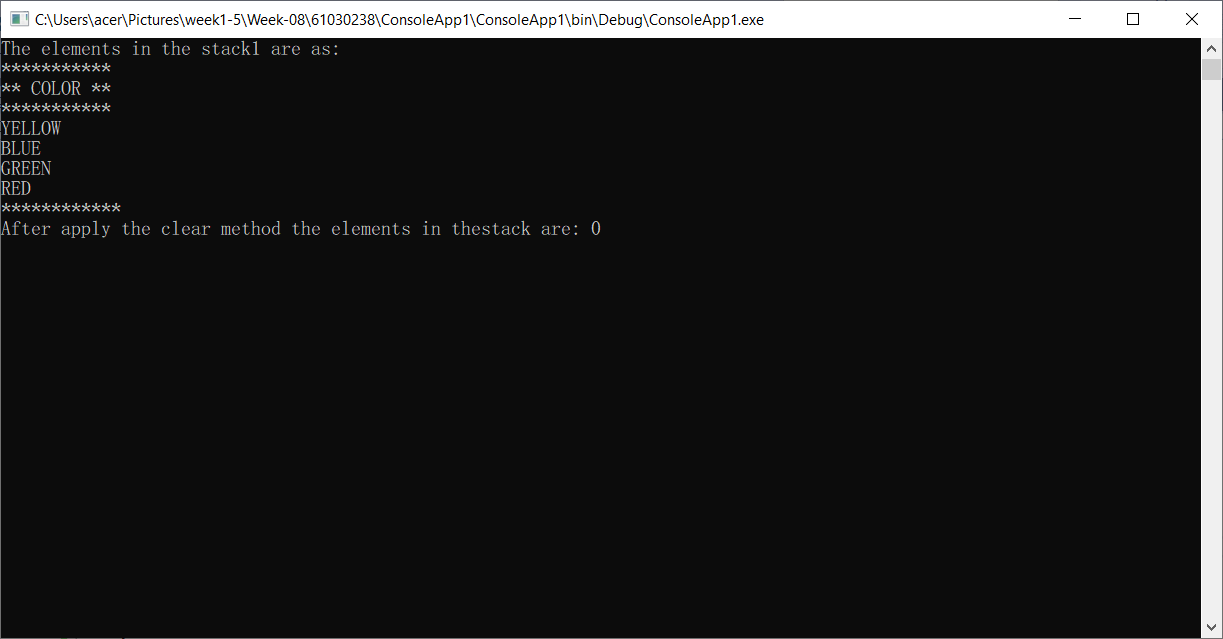 C:\Users\acer\Pictures\week1-5\Week-08\61030238\ConsoleApp1\ConsoleApp1\bin\Debug\ConsoleApp1.exe
The elements in the stack1 are as:
***********
** COLOR **
***********
YELLOW
BLUE
GREEN
RED
************
After apply the clear method the elements in thestack are: 0